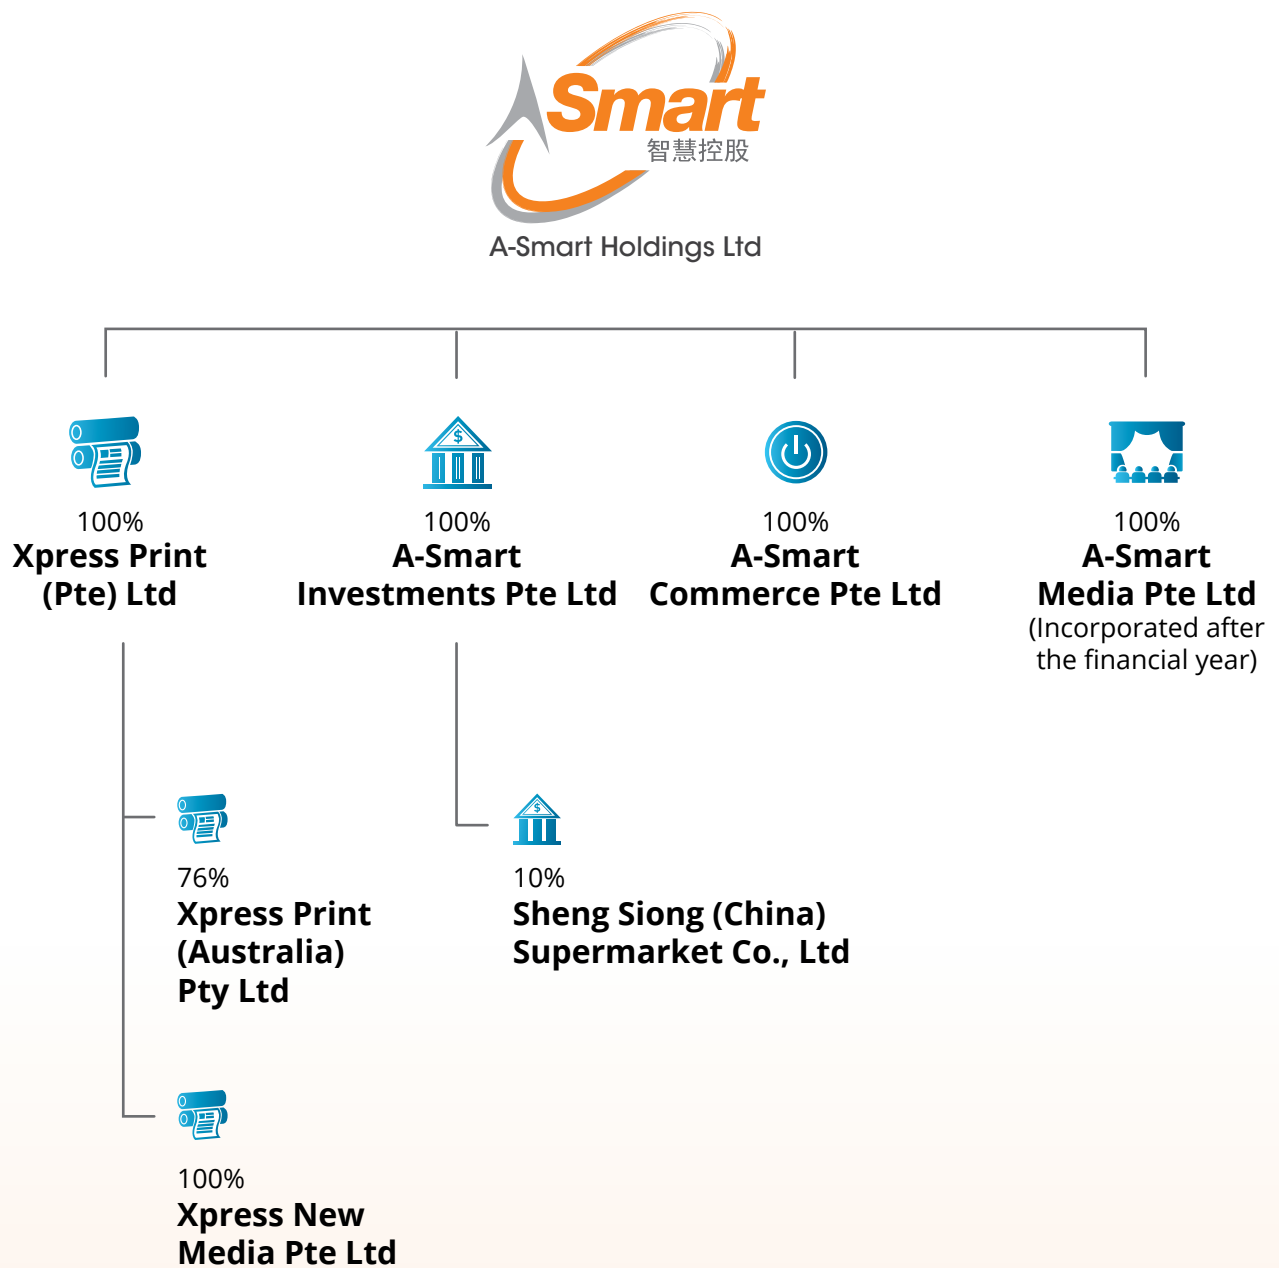 Smart
智慧控股
A-Smart Holdings Ltd
100%
Xpress Print
(Pte) Ltd
100%
A-Smart
Investments Pte Ltd
100%
A-Smart
Commerce Pte Ltd
100%
A-Smart
Media Pte Ltd
(Incorporated after
the financial year)
76%
Xpress Print
(Australia)
Pty Ltd
10%
Sheng Siong (China)
Supermarket Co., Ltd
100%
Xpress New
Media Pte Ltd